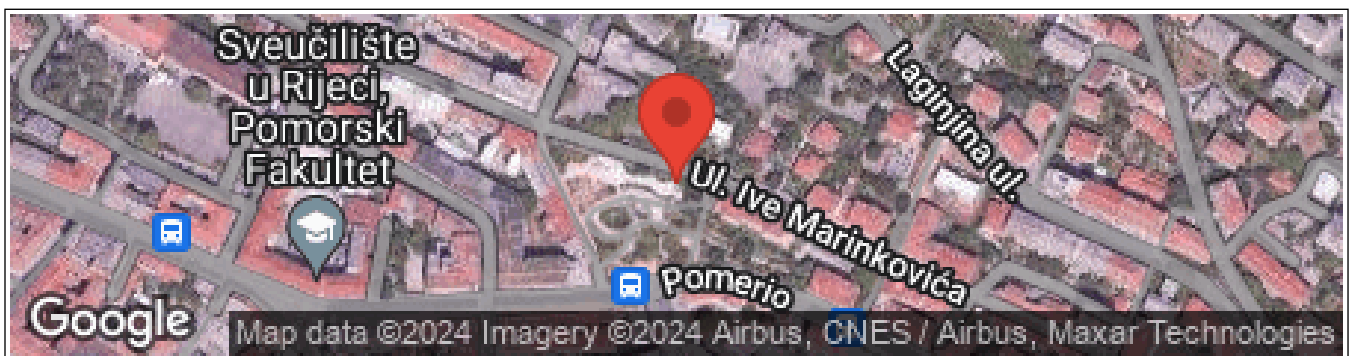 Sveučilište
u Rijeci,
Pomorski
Fakultet
Laginjina ul.
Ul. Ive Marinkovića
Pomerio
Google
Map data ©2024 Imagery ©2024 Airbus, CNES / Airbus, Maxar Technologies